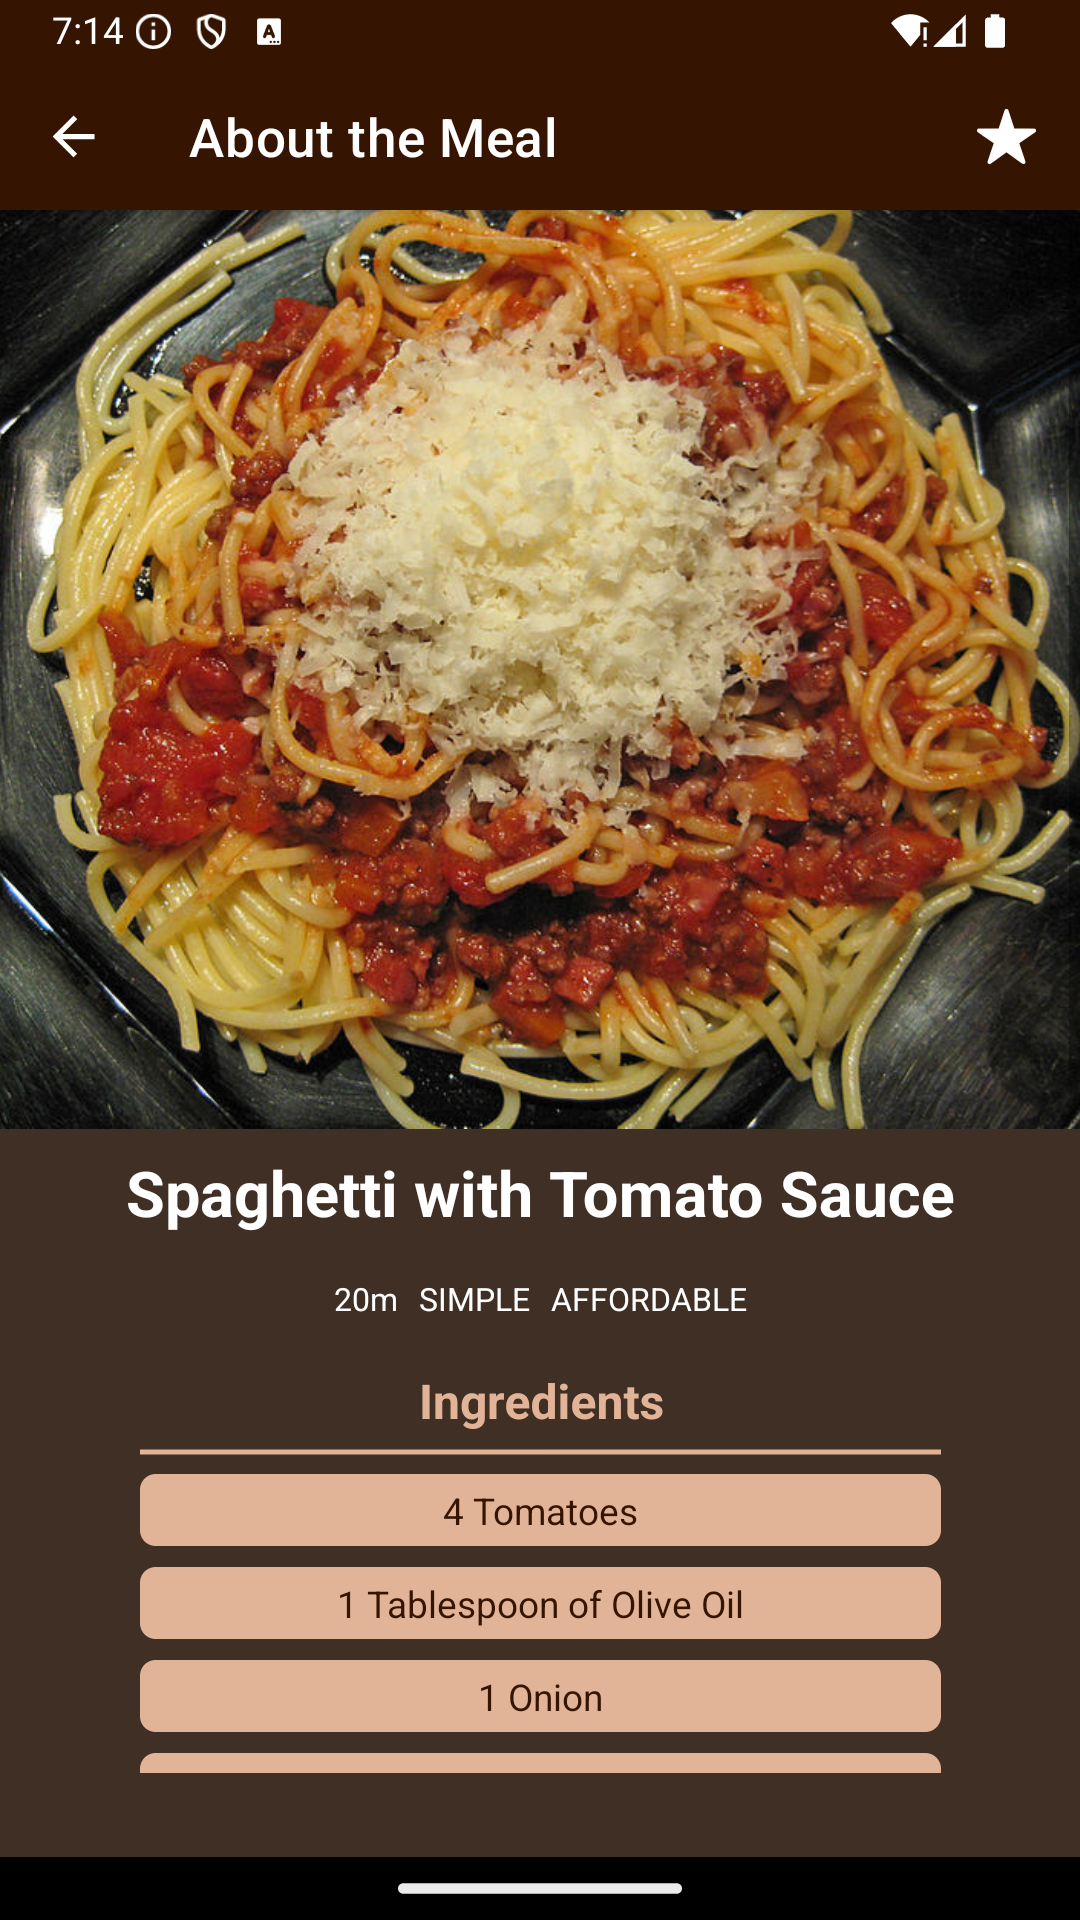 7:14
About the Meal
Spaghetti with Tomato Sauce
20m SIMPLE AFFORDABLE
Ingredients
4 Tomatoes
1 Tablespoon of Olive Oil
1 Onion